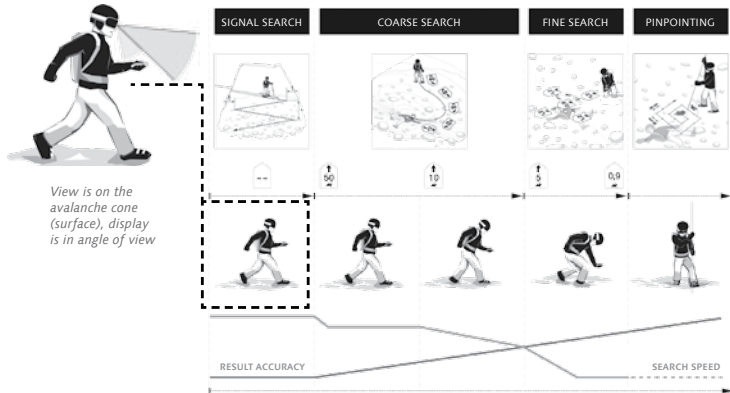 SIGNAL SEARCH
COARSE SEARCH
FINE SEARCH
PINPOINTING
--
50
10
5
0,9
View is on the
avalanche cone
(surface), display
is in angle of view
RESULT ACCURACY
SEARCH SPEED